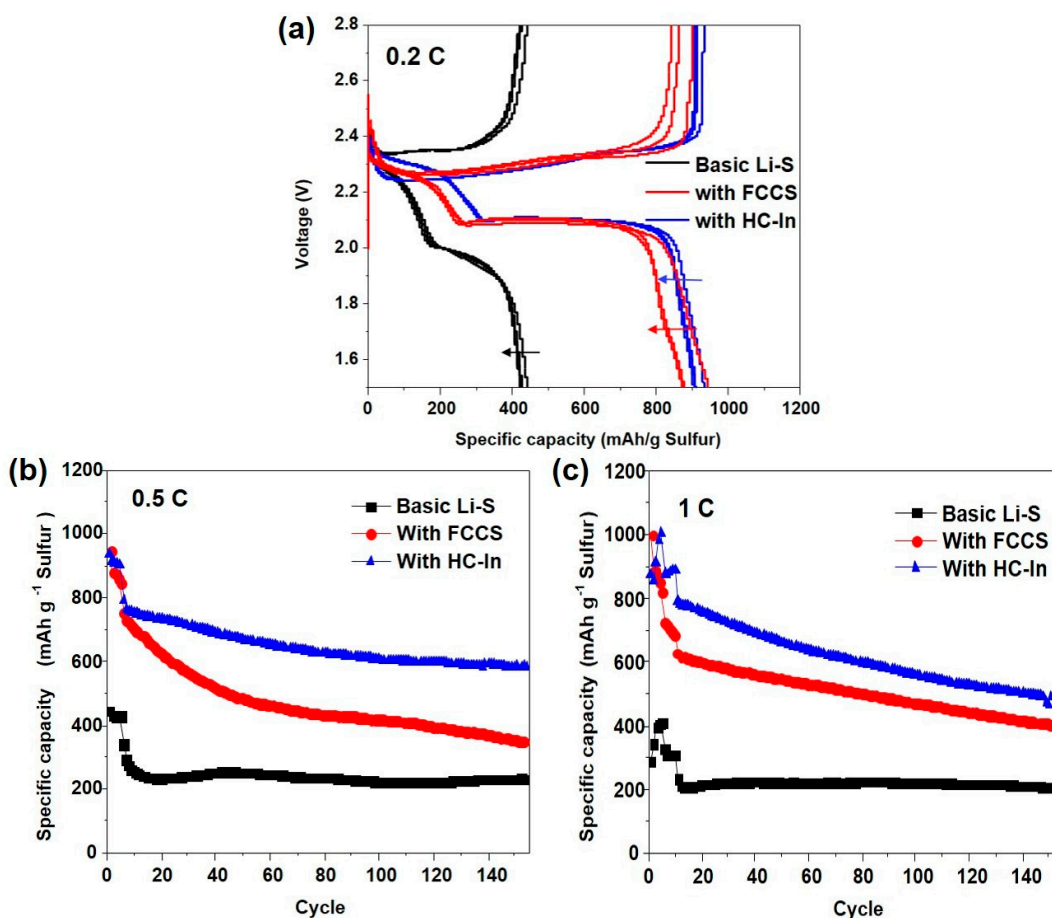 (a)
0.2 C
Voltage (V)
2.8
2.6
2.4
2.2
2.0
1.8
1.6
Basic Li-S
with FCCS
with HC-In
0 200 400 600 800 1000 1200
Specific capacity (mAh/g Sulfur)
(b)
0.5 C
Specific capacity (mAh g⁻¹ Sulfur)
1200
1000
800
600
400
200
0
Basic Li-S
With FCCS
With HC-In
0 20 40 60 80 100 120 140
Cycle
(c)
1 C
Specific capacity (mAh g⁻¹ Sulfur)
1200
1000
800
600
400
200
0
Basic Li-S
With FCCS
With HC-In
0 20 40 60 80 100 120 140
Cycle